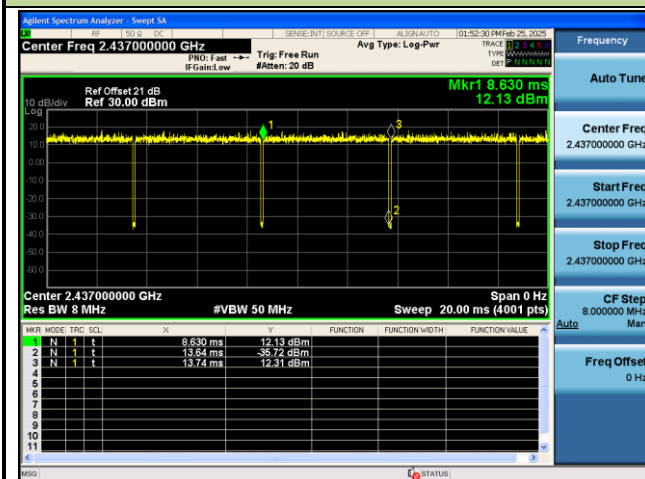 Agilent Spectrum Analyzer - Swept SA
RF 50 Ω DC SENSE:INT SOURCE OFF ALIGNAUTO 01:52:30 PM Feb 25, 2025
Center Freq 2.437000000 GHz
PNO: Fast
IFGain:Low
Trig: Free Run
#Atten: 20 dB
Avg Type: Log-Pwr
TRACE 1 2 3 4 5 6
TYPE
DET P N N N N N
Ref Offset 21 dB
Ref 30.00 dBm
10 dB/div
Log
Mkr1 8.630 ms
12.13 dBm
20.0
10.0
0.00
-10.0
-20.0
-30.0
-40.0
-50.0
-60.0
1
3
2
Center 2.437000000 GHz Span 0 Hz
Res BW 8 MHz #VBW 50 MHz Sweep 20.00 ms (4001 pts)
MKR MODE TRC SCL X Y FUNCTION FUNCTION WIDTH FUNCTION VALUE
1 N 1 t 8.630 ms 12.13 dBm
2 N 1 t 13.64 ms -35.72 dBm
3 N 1 t 13.74 ms 12.31 dBm
4
5
6
7
8
9
10
11
MSG STATUS
Frequency
Auto Tune
Center Freq
2.437000000 GHz
Start Freq
2.437000000 GHz
Stop Freq
2.437000000 GHz
CF Step
8.000000 MHz
Auto Man
Freq Offset
0 Hz